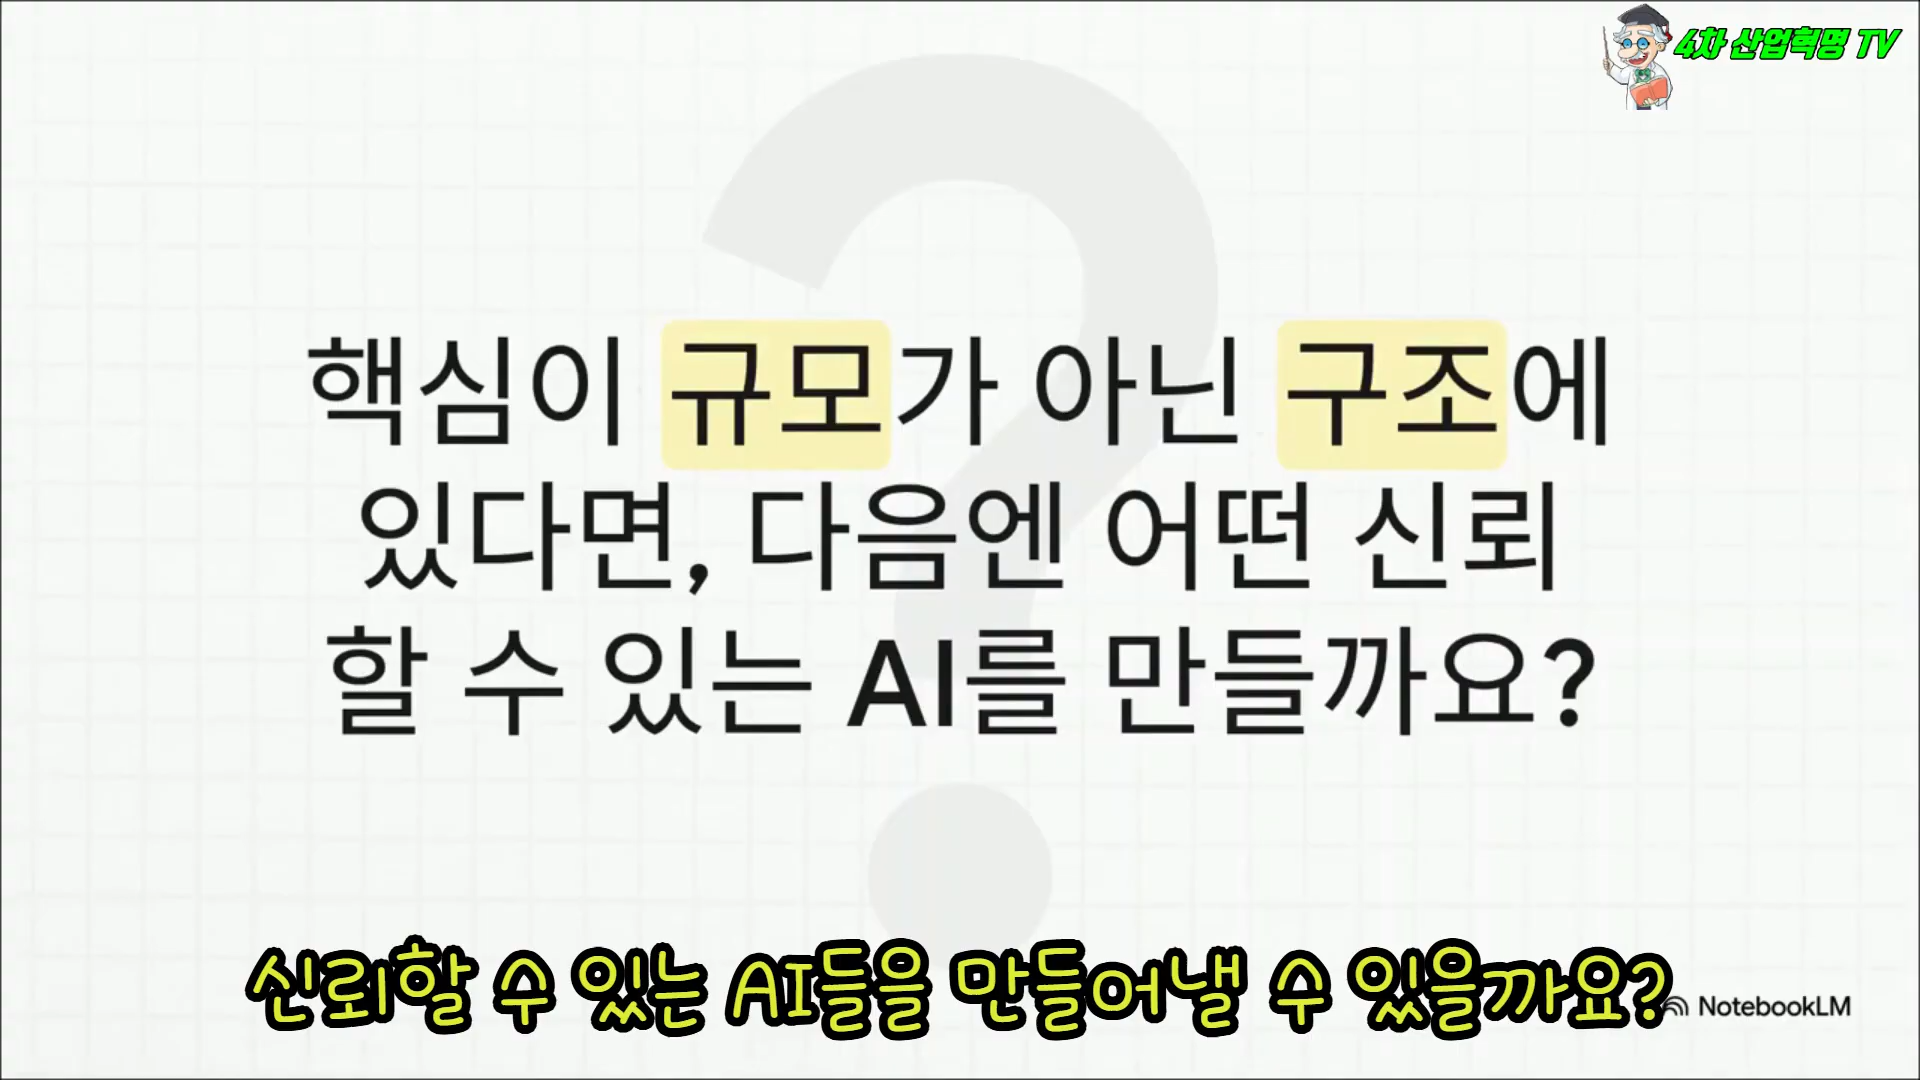 4차 산업혁명 TV
핵심이 규모가 아닌 구조에
있다면, 다음엔 어떤 신뢰
할 수 있는 AI를 만들까요?
신뢰할 수 있는 AI들을 만들어낼 수 있을까요?
NotebookLM